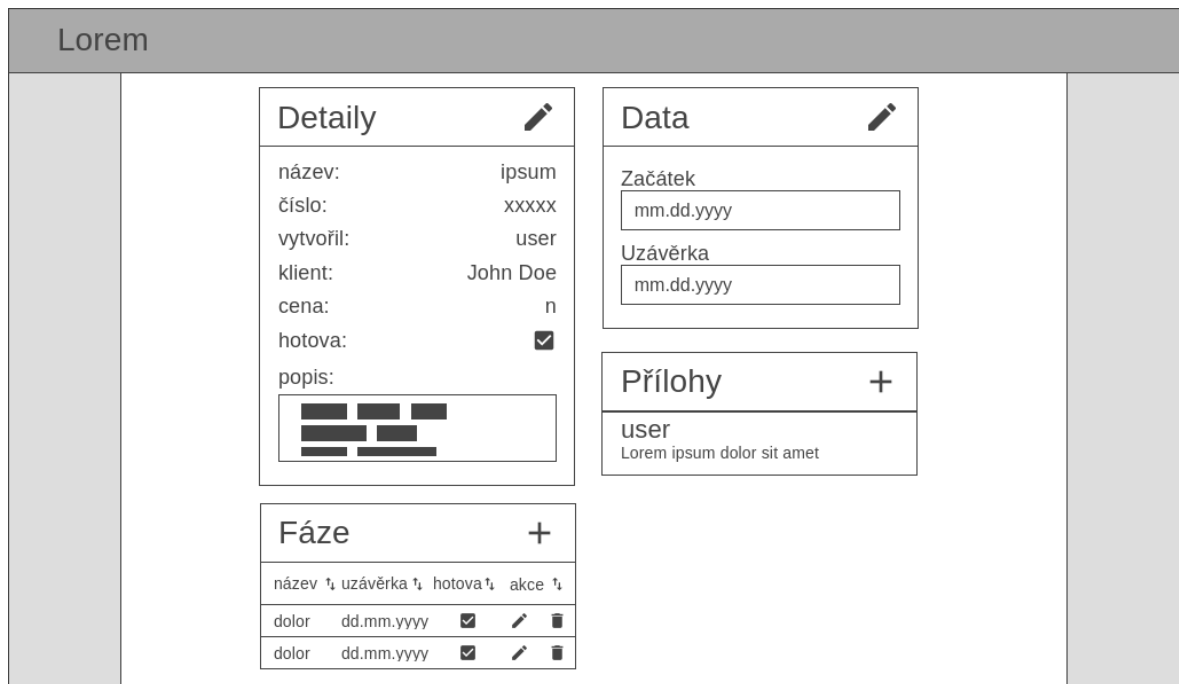 Lorem
Detaily
název: ipsum
číslo: xxxxx
vytvořil: user
klient: John Doe
cena: n
hotova:
popis:
Data
Začátek
mm.dd.yyyy
Uzávěrka
mm.dd.yyyy
Přílohy
user
Lorem ipsum dolor sit amet
Fáze
název uzávěrka hotova akce
dolor dd.mm.yyyy
dolor dd.mm.yyyy